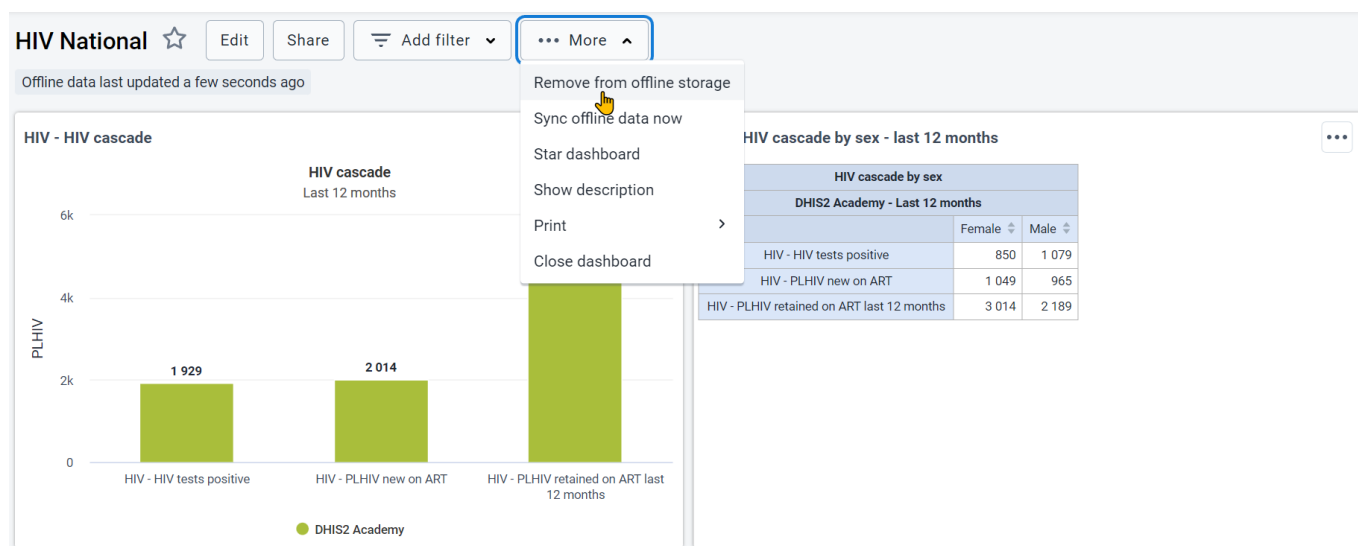 HIV National
Edit
Share
Add filter
More
Offline data last updated a few seconds ago
Remove from offline storage
Sync offline data now
Star dashboard
Show description
Print
Close dashboard
HIV - HIV cascade
HIV cascade
Last 12 months
PLHIV
6k
4k
2k
0
1 929
2 014
HIV - HIV tests positive
HIV - PLHIV new on ART
HIV - PLHIV retained on ART last
12 months
DHIS2 Academy
HIV cascade by sex - last 12 months
HIV cascade by sex
DHIS2 Academy - Last 12 months
Female Male
HIV - HIV tests positive 850 1 079
HIV - PLHIV new on ART 1 049 965
HIV - PLHIV retained on ART last 12 months 3 014 2 189